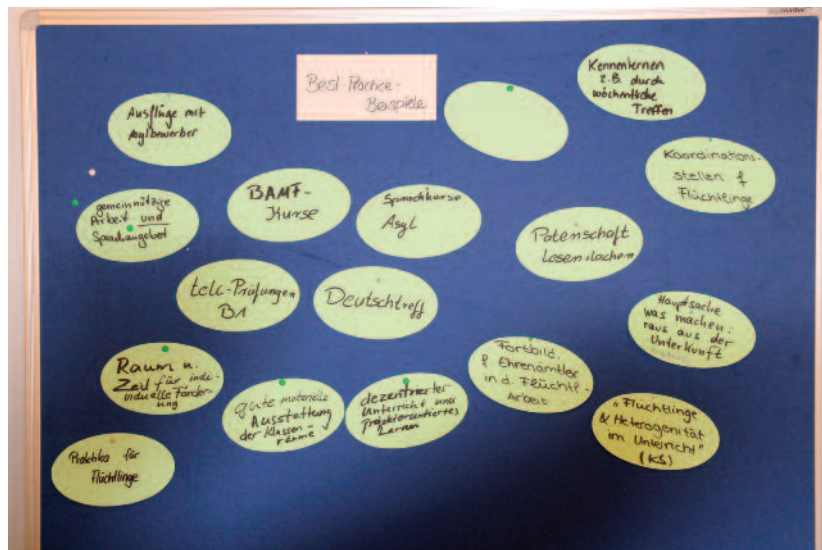 Best-Practice-
Beispiele
Kennenlernen
z.B. durch
wöchentliche
Treffen
Ausflüge mit
Asylbewerber
Koordinations-
stellen f
Flüchtlinge
gemeinnützige
Arbeit und
Sprachangebot
BAMF-
Kurse
Sprachkurse
Asyl
Patenschaft
Lesen
telc-Prüfungen
B1
Deutschtreff
Hauptsache
was machen:
raus aus der
Unterkunft
Raum u.
Zeit für indi-
viduelle Förder-
ung
gute materielle
Ausstattung
der Klassen-
räume
dezentrierter
Unterricht und
projektorientiertes
Lernen
Fortbild.
f. Ehrenämtler
in d. Flüchtl-
Arbeit
"Flüchtlinge
& Heterogenität
im Unterricht"
(KS)
Praktika für
Flüchtlinge